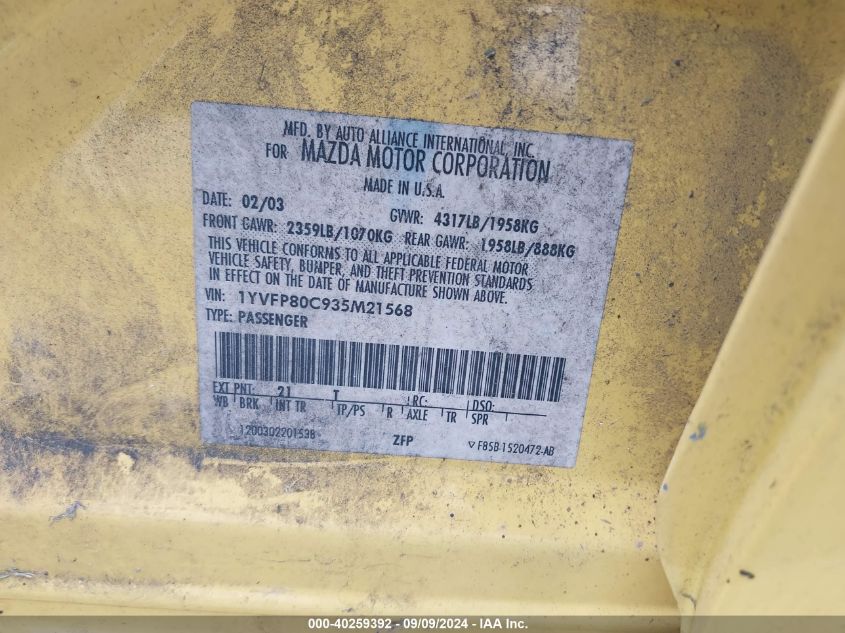 MFD. BY AUTO ALLIANCE INTERNATIONAL, INC.
FOR MAZDA MOTOR CORPORATION
MADE IN U.S.A.
DATE: 02/03 GVWR: 4317LB/1958KG
FRONT GAWR: 2359LB/1070KG REAR GAWR: 1958LB/888KG
THIS VEHICLE CONFORMS TO ALL APPLICABLE FEDERAL MOTOR
VEHICLE SAFETY, BUMPER, AND THEFT PREVENTION STANDARDS
IN EFFECT ON THE DATE OF MANUFACTURE SHOWN ABOVE.
VIN: 1YVFP80C935M21568
TYPE: PASSENGER
EXT PNT: 21 T RC: DSO:
WB BRK INT TR TP/PS R AXLE TR SPR
12003022015 3B ZFP F85B-1520472-AB
000-40259392 - 09/09/2024 - IAA Inc.